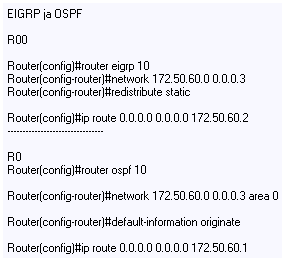 EIGRP ja OSPF
R00
Router(config)#router eigrp 10
Router(config-router)#network 172.50.60.0 0.0.0.3
Router(config-router)#redistribute static
Router(config)#ip route 0.0.0.0 0.0.0.0 172.50.60.2
--------------------------------
R0
Router(config)#router ospf 10
Router(config-router)#network 172.50.60.0 0.0.0.3 area 0
Router(config-router)#default-information originate
Router(config)#ip route 0.0.0.0 0.0.0.0 172.50.60.1